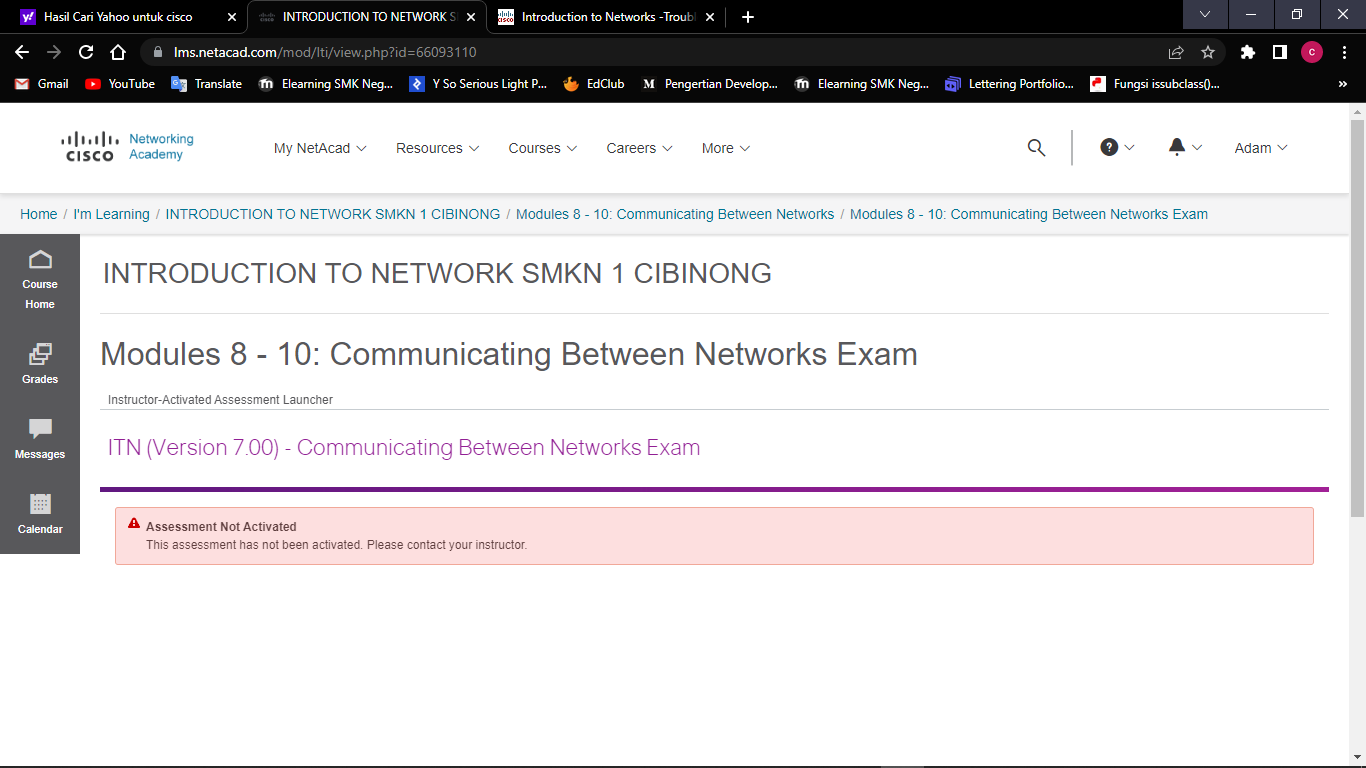 Hasil Cari Yahoo untuk cisco
INTRODUCTION TO NETWORK S
Introduction to Networks -Troubl
lms.netacad.com/mod/lti/view.php?id=66093110
c
Gmail
YouTube
Translate
Elearning SMK Neg...
Y So Serious Light P...
EdClub
Pengertian Develop...
Elearning SMK Neg...
Lettering Portfolio...
Fungsi issubclass()...
»
CISCO
Networking
Academy
My NetAcad
Resources
Courses
Careers
More
Adam
Home / I'm Learning / INTRODUCTION TO NETWORK SMKN 1 CIBINONG / Modules 8 - 10: Communicating Between Networks / Modules 8 - 10: Communicating Between Networks Exam
Course
Home
Grades
Messages
Calendar
INTRODUCTION TO NETWORK SMKN 1 CIBINONG
Modules 8 - 10: Communicating Between Networks Exam
Instructor-Activated Assessment Launcher
ITN (Version 7.00) - Communicating Between Networks Exam
Assessment Not Activated
This assessment has not been activated. Please contact your instructor.